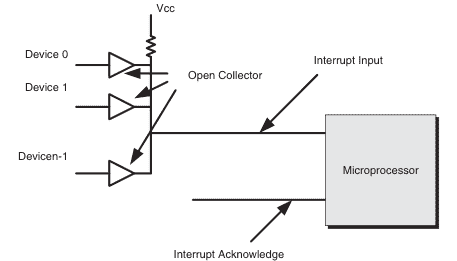 Vcc
Device 0
Interrupt Input
Open Collector
Device 1
Devicen-1
Microprocessor
Interrupt Acknowledge